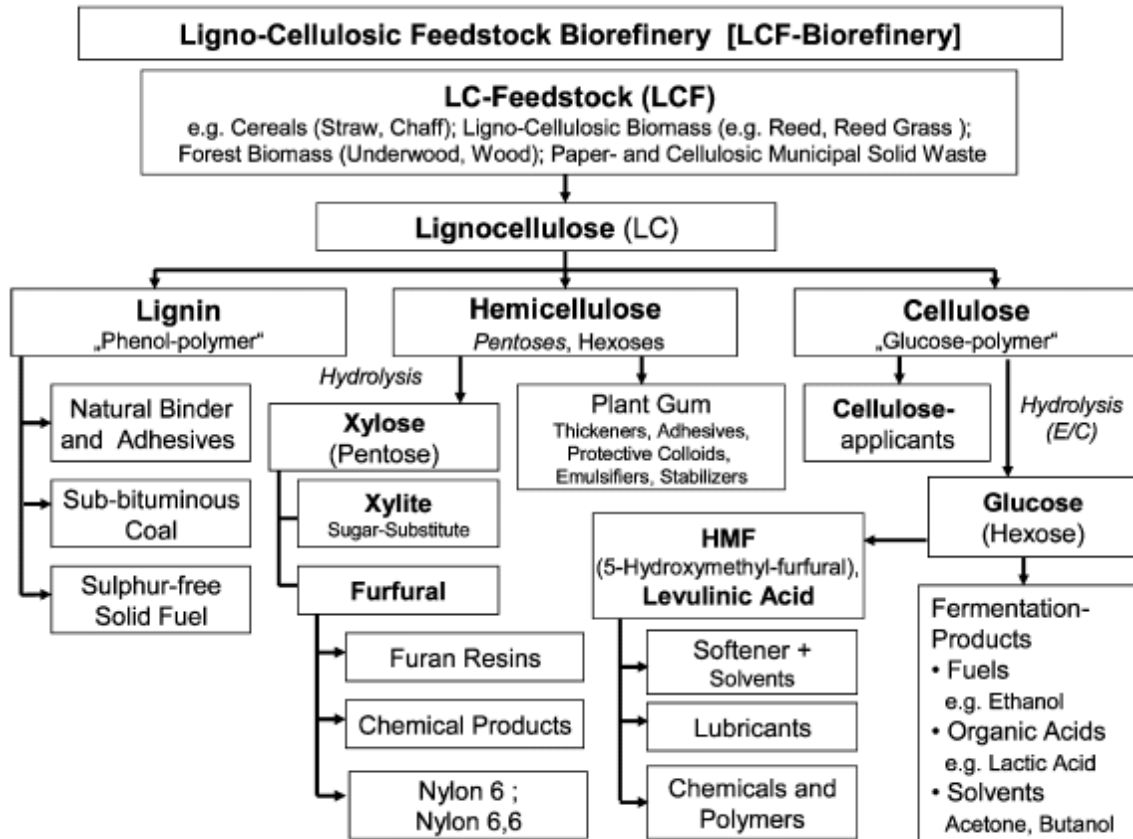 Ligno-Cellulosic Feedstock Biorefinery [LCF-Biorefinery]
LC-Feedstock (LCF)
e.g. Cereals (Straw, Chaff); Ligno-Cellulosic Biomass (e.g. Reed, Reed Grass );
Forest Biomass (Underwood, Wood); Paper- and Cellulosic Municipal Solid Waste
Lignocellulose (LC)
Lignin
„Phenol-polymer“
Hemicellulose
Pentoses, Hexoses
Cellulose
„Glucose-polymer“
Natural Binder
and Adhesives
Sub-bituminous
Coal
Sulphur-free
Solid Fuel
Hydrolysis
Xylose
(Pentose)
Xylite
Sugar-Substitute
Furfural
Furan Resins
Chemical Products
Nylon 6 ;
Nylon 6,6
Plant Gum
Thickeners, Adhesives,
Protective Colloids,
Emulsifiers, Stabilizers
Cellulose-
applicants
Hydrolysis
(E/C)
Glucose
(Hexose)
HMF
(5-Hydroxymethyl-furfural),
Levulinic Acid
Softener +
Solvents
Lubricants
Chemicals and
Polymers
Fermentation-
Products
• Fuels
e.g. Ethanol
• Organic Acids
e.g. Lactic Acid
• Solvents
Acetone, Butanol